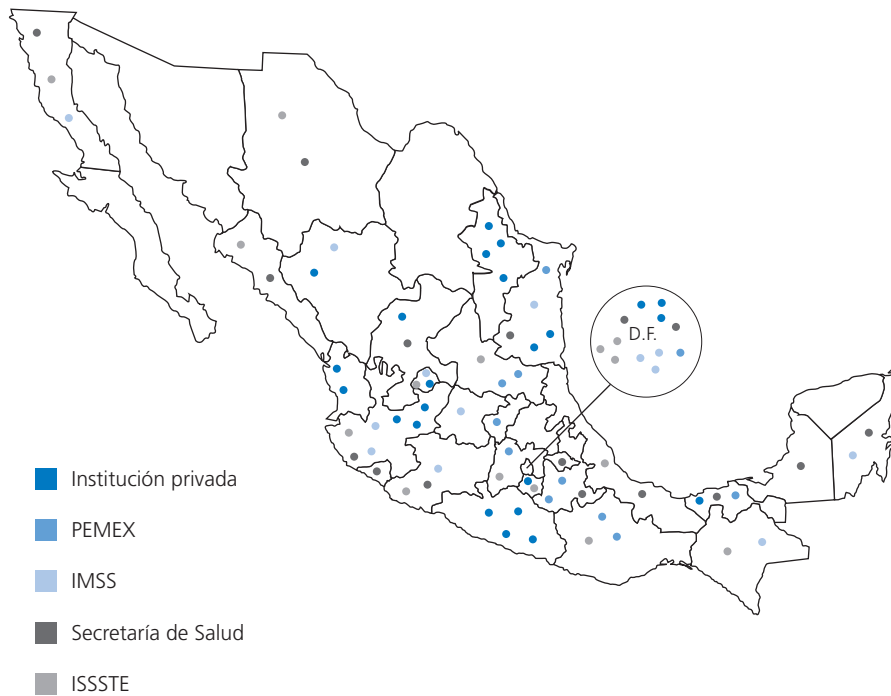 D.F.
Institución privada
PEMEX
IMSS
Secretaría de Salud
ISSSTE